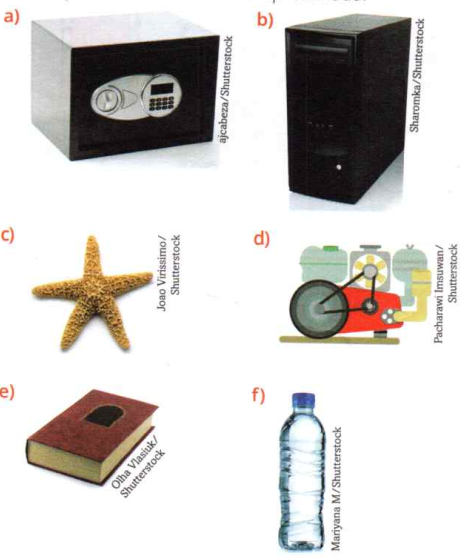 a)
ajcabeza/Shutterstock
b)
Sharomka/Shutterstock
c)
Joao Virissimo/
Shutterstock
d)
Pacharawi Imsuwan/
Shutterstock
e)
Olha Vlasiuk/
Shutterstock
f)
Mariyana M/Shutterstock